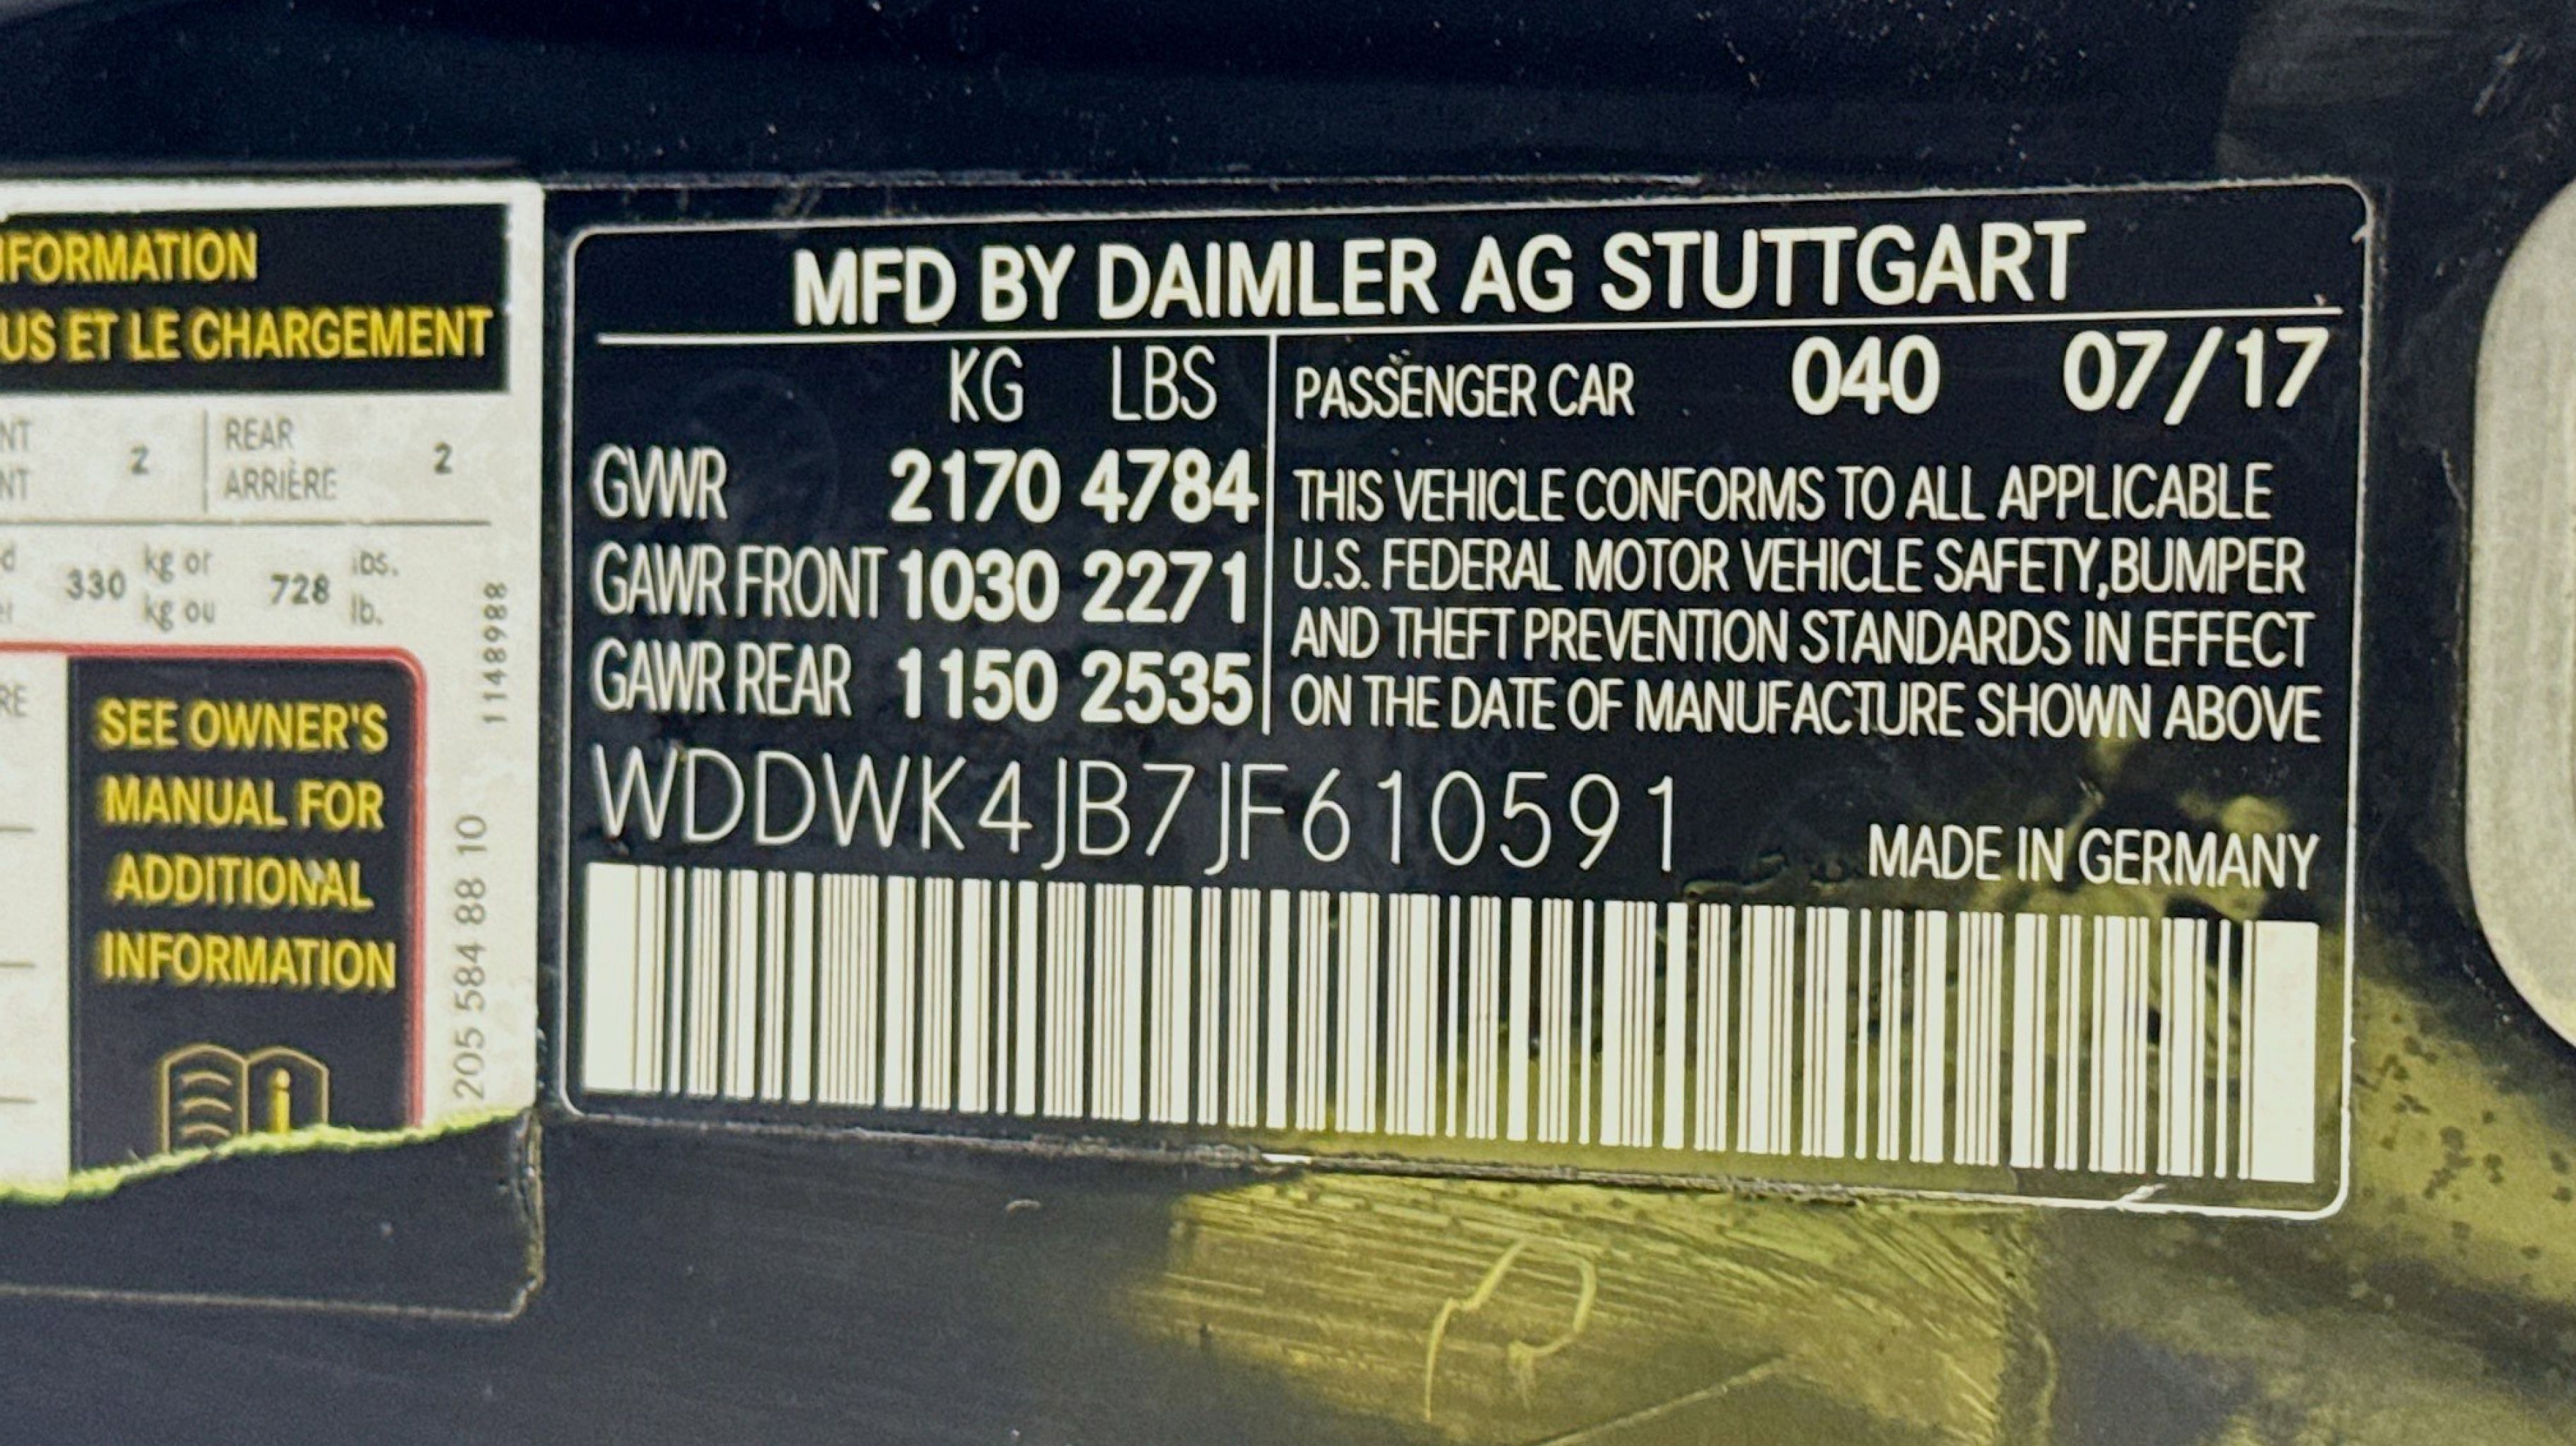 NFORMATION
US ET LE CHARGEMENT
NT 2 REAR 2
NT ARRIÈRE
330 kg or 728 lbs.
kg ou lb.
1148988
RE
SEE OWNER'S
MANUAL FOR
ADDITIONAL
INFORMATION
205 584 88 10
MFD BY DAIMLER AG STUTTGART
KG LBS
GVWR 2170 4784
GAWR FRONT 1030 2271
GAWR REAR 1150 2535
PASSENGER CAR 040 07/17
THIS VEHICLE CONFORMS TO ALL APPLICABLE
U.S. FEDERAL MOTOR VEHICLE SAFETY,BUMPER
AND THEFT PREVENTION STANDARDS IN EFFECT
ON THE DATE OF MANUFACTURE SHOWN ABOVE
WDDWK4JB7JF610591
MADE IN GERMANY